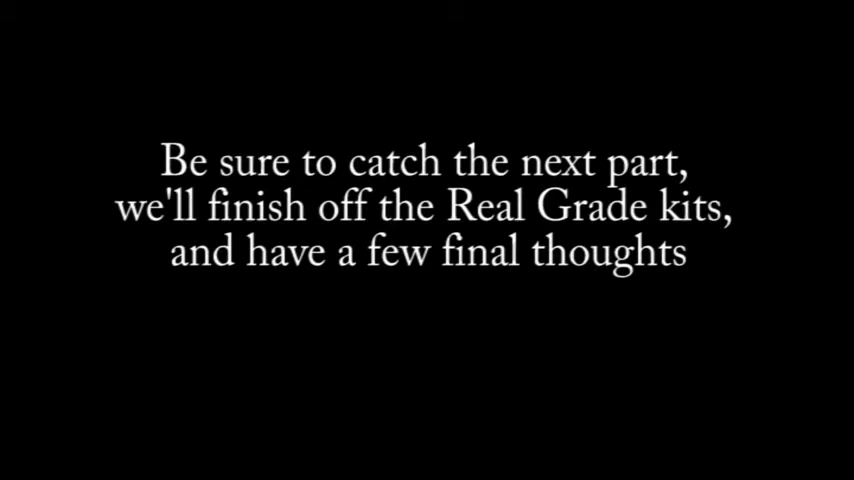 Be sure to catch the next part,
we'll finish off the Real Grade kits,
and have a few final thoughts